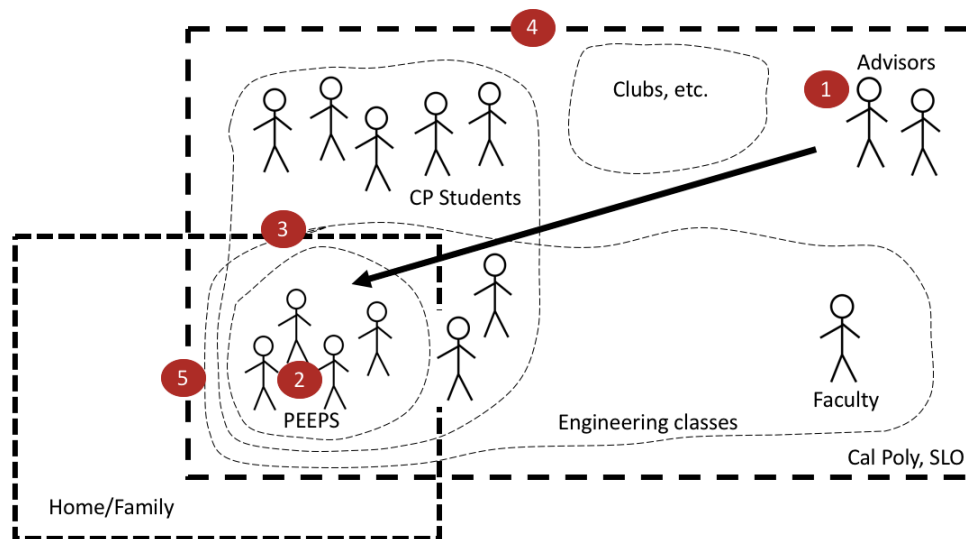 4
Advisors
1
Clubs, etc.
CP Students
3
5
2
PEEPS
Faculty
Engineering classes
Cal Poly, SLO
Home/Family